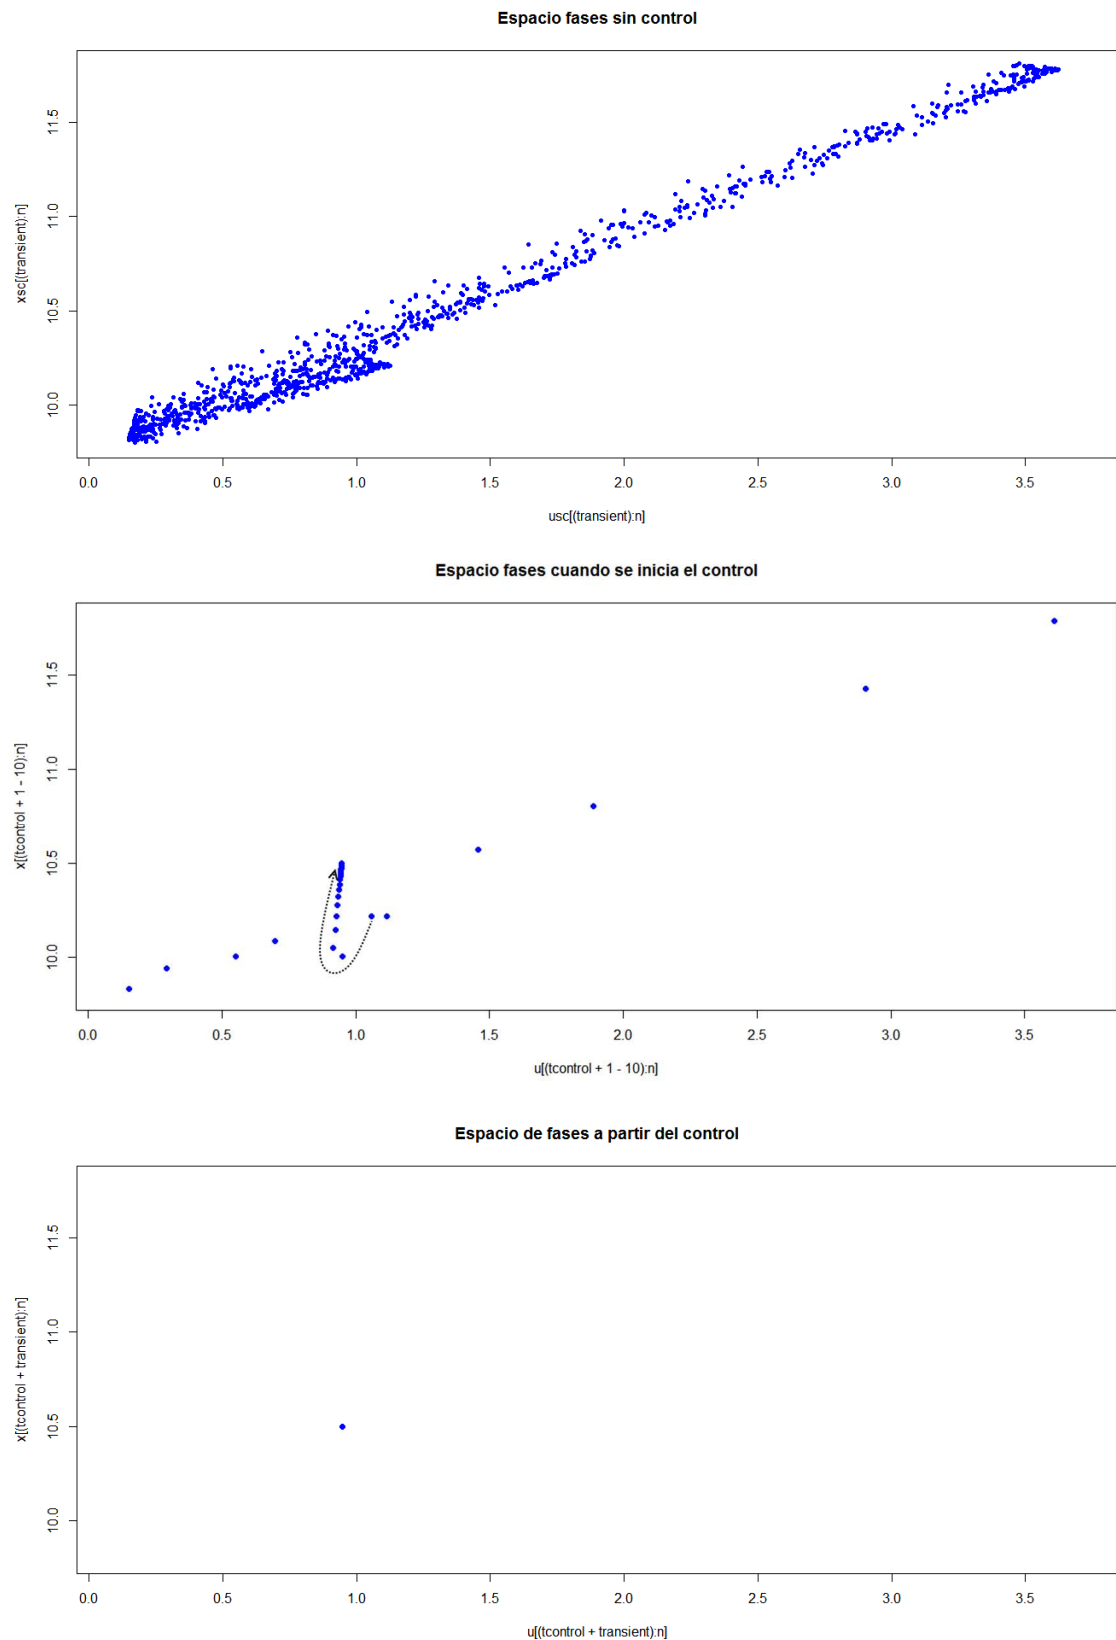 Espacio fases sin control
xsc[(transient):n]
11.5
11.0
10.5
10.0
0.0 0.5 1.0 1.5 2.0 2.5 3.0 3.5
usc[(transient):n]
Espacio fases cuando se inicia el control
x[(tcontrol + 1 - 10):n]
11.5
11.0
10.5
10.0
0.0 0.5 1.0 1.5 2.0 2.5 3.0 3.5
u[(tcontrol + 1 - 10):n]
Espacio de fases a partir del control
x[(tcontrol + transient):n]
11.5
11.0
10.5
10.0
0.0 0.5 1.0 1.5 2.0 2.5 3.0 3.5
u[(tcontrol + transient):n]